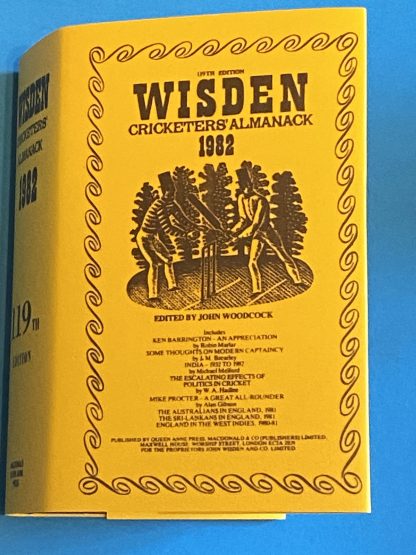 WISDEN
CRICKETERS'
ALMANACK
1982
119TH
EDITION
119TH EDITION
WISDEN
CRICKETERS' ALMANACK
1982
EDITED BY JOHN WOODCOCK
Includes
KEN BARRINGTON - AN APPRECIATION
by Robin Marlar
SOME THOUGHTS ON MODERN CAPTAINCY
by J. M. Brearley
INDIA - 1932 TO 1982
by Michael Melford
THE ESCALATING EFFECTS OF
POLITICS IN CRICKET
by W. A. Hadlee
MIKE PROCTER - A GREAT ALL-ROUNDER
by Alan Gibson
THE AUSTRALIANS IN ENGLAND, 1981
THE SRI-LANKANS IN ENGLAND, 1981
ENGLAND IN THE WEST INDIES, 1980-81
PUBLISHED BY QUEEN ANNE PRESS, MACDONALD & CO (PUBLISHERS) LIMITED,
MAXWELL HOUSE, WORSHIP STREET, LONDON EC2A 2EN
FOR THE PROPRIETORS JOHN WISDEN AND CO. LIMITED